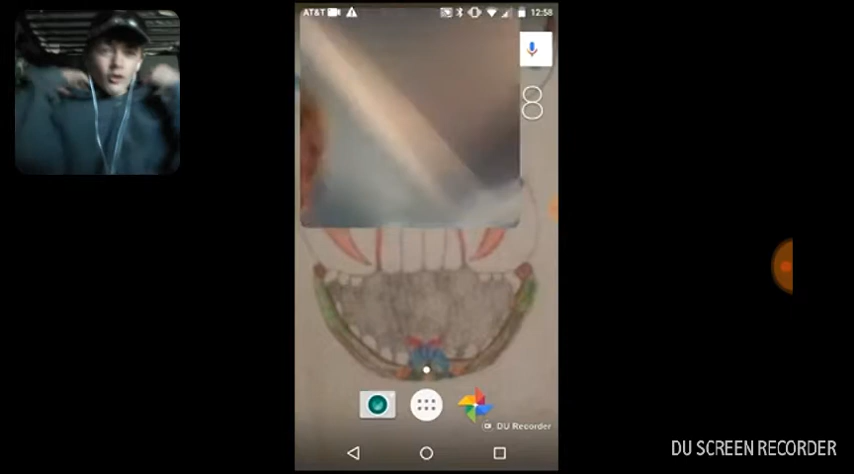 AT&T
12:58
8
DU Recorder
DU SCREEN RECORDER